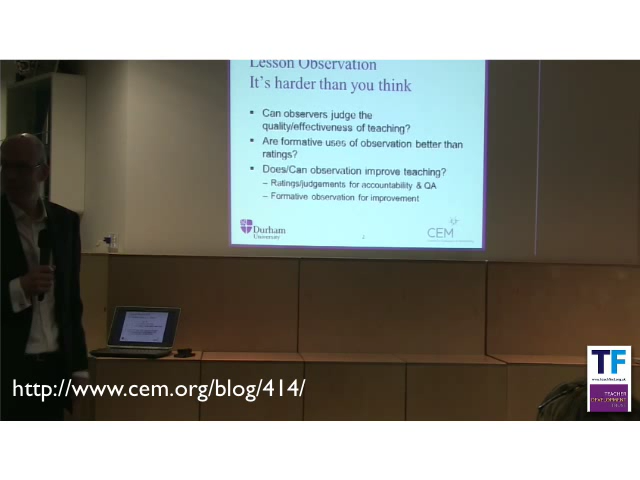 Lesson Observation
It's harder than you think
▪ Can observers judge the
quality/effectiveness of teaching?
▪ Are formative uses of observation better than
ratings?
▪ Does/Can observation improve teaching?
– Ratings/judgements for accountability & QA
– Formative observation for improvement
Durham
University
2
CEM
TF
TEACHER
DEVELOPMENT
TRUST
http://www.cem.org/blog/414/